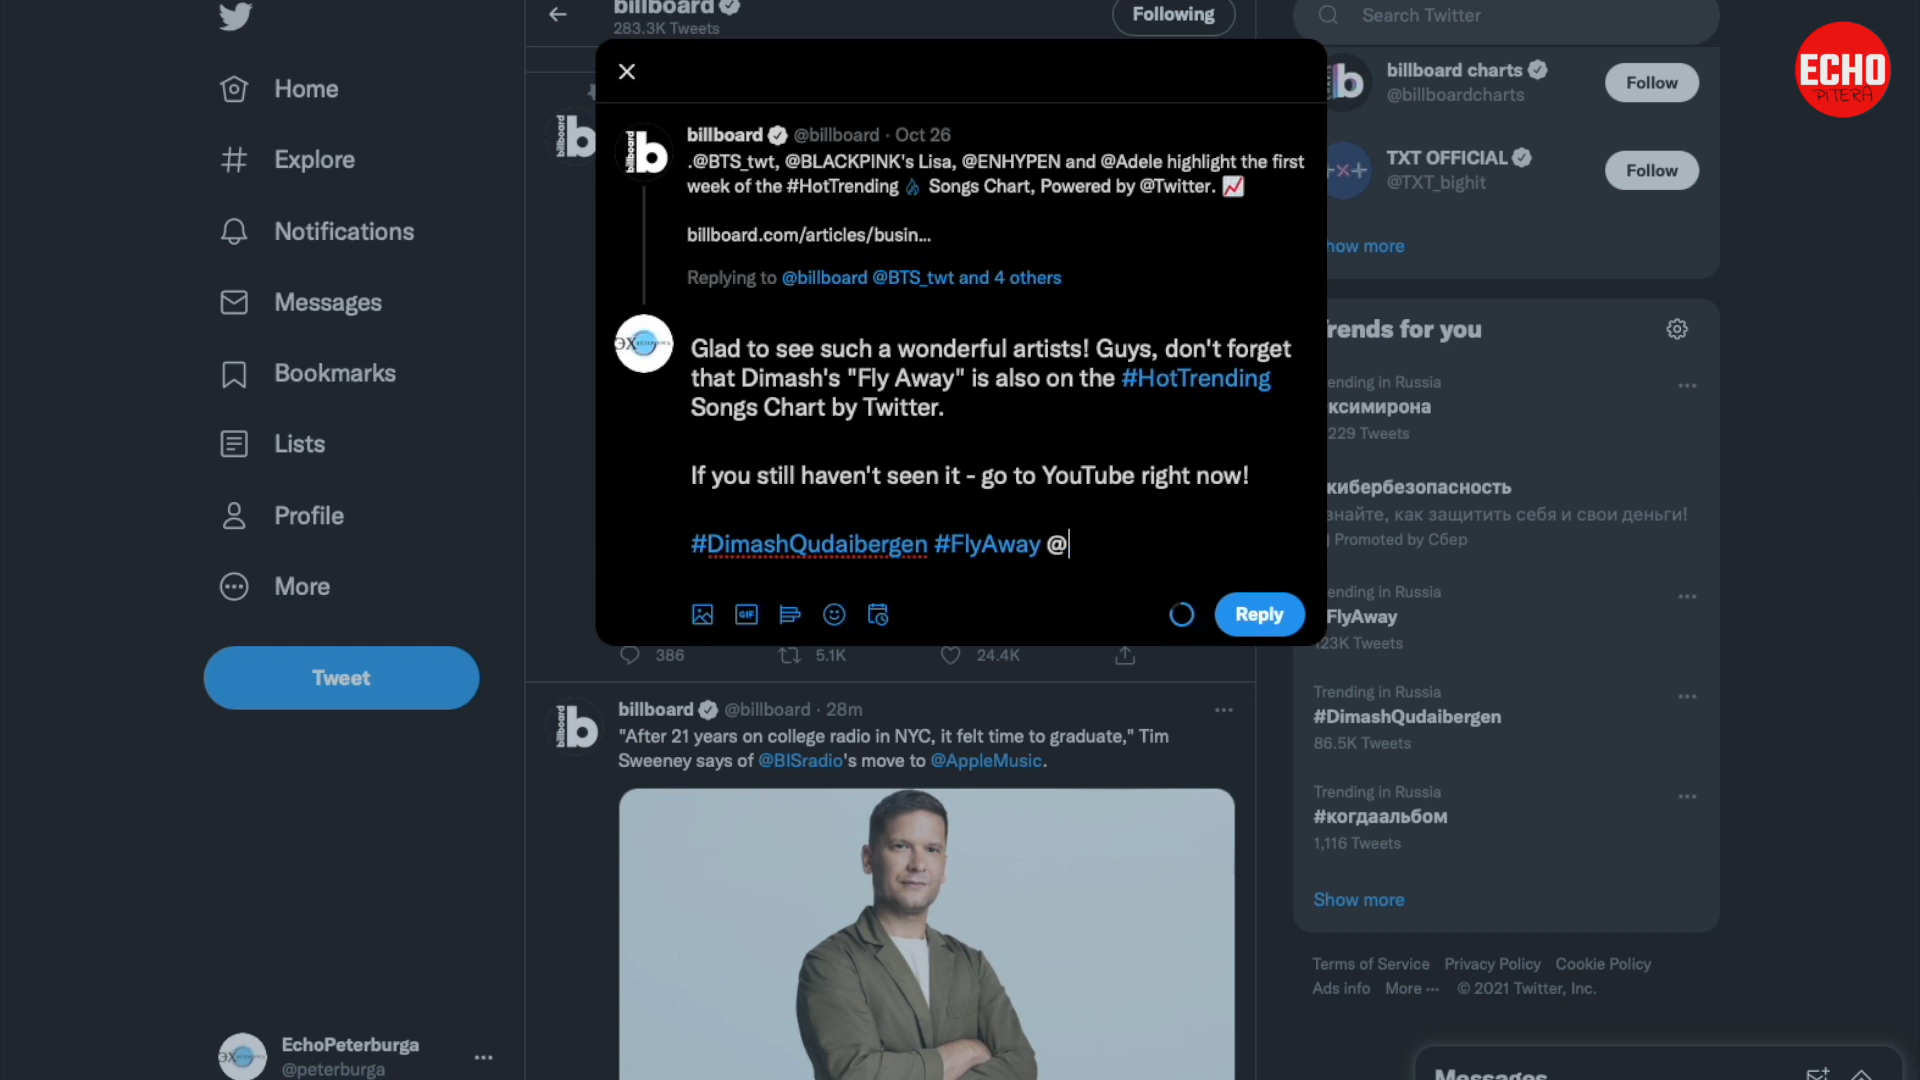 Home
Explore
Notifications
Messages
Bookmarks
Lists
Profile
More
Tweet
EchoPeterburga
@peterburga
billboard
283.3K Tweets
Following
billboard @billboard · Oct 26
.@BTS_twt, @BLACKPINK's Lisa, @ENHYPEN and @Adele highlight the first
week of the #HotTrending Songs Chart, Powered by @Twitter.
billboard.com/articles/busin...
Replying to @billboard @BTS_twt and 4 others
Glad to see such a wonderful artists! Guys, don't forget
that Dimash's "Fly Away" is also on the #HotTrending
Songs Chart by Twitter.
If you still haven't seen it - go to YouTube right now!
#DimashQudaibergen #FlyAway @
GIF
Reply
386
5.1K
24.4K
billboard @billboard · 28m
"After 21 years on college radio in NYC, it felt time to graduate," Tim
Sweeney says of @BISradio's move to @AppleMusic.
Search Twitter
billboard charts
@billboardcharts
Follow
TXT OFFICIAL
@TXT_bighit
Follow
how more
rends for you
ending in Russia
ксимирона
229 Tweets
кибербезопасность
знайте, как защитить себя и свои деньги!
Promoted by Сбер
ending in Russia
FlyAway
23K Tweets
Trending in Russia
#DimashQudaibergen
86.5K Tweets
Trending in Russia
#когдаальбом
1,116 Tweets
Show more
Terms of Service Privacy Policy Cookie Policy
Ads info More ··· © 2021 Twitter, Inc.
Messages
ECHO
PITERA